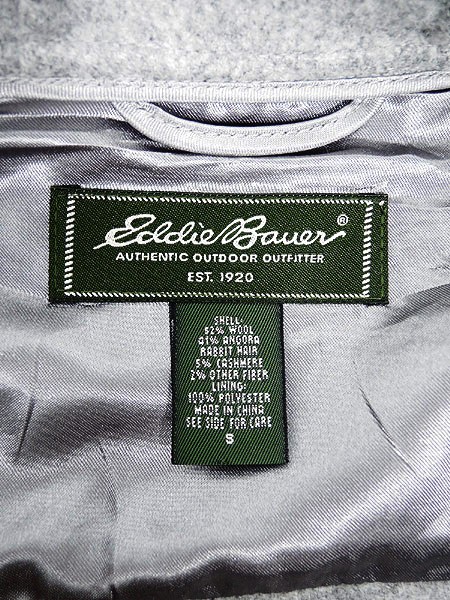 Eddie Bauer®
AUTHENTIC OUTDOOR OUTFITTER
EST. 1920
SHELL:
52% WOOL
41% ANGORA
RABBIT HAIR
5% CASHMERE
2% OTHER FIBER
LINING:
100% POLYESTER
MADE IN CHINA
SEE SIDE FOR CARE
S